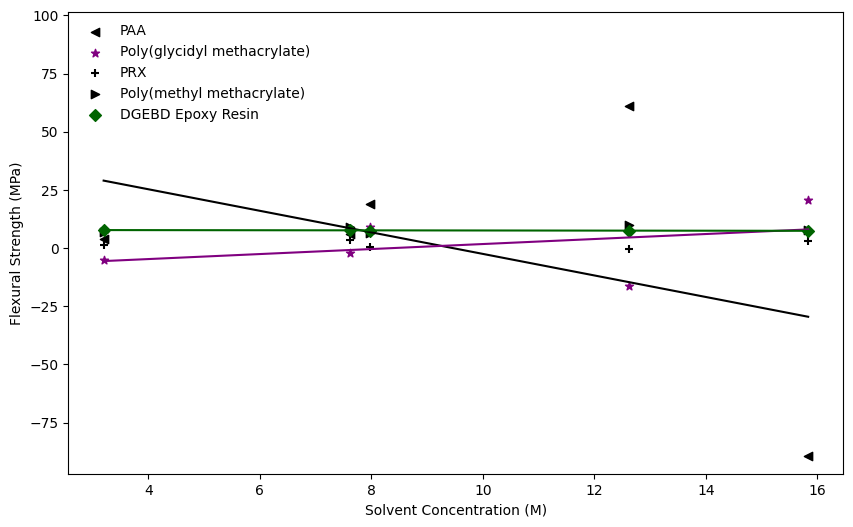 PAA
Poly(glycidyl methacrylate)
PRX
Poly(methyl methacrylate)
DGEBD Epoxy Resin
100
75
50
25
0
−25
−50
−75
Flexural Strength (MPa)
4
6
8
10
12
14
16
Solvent Concentration (M)